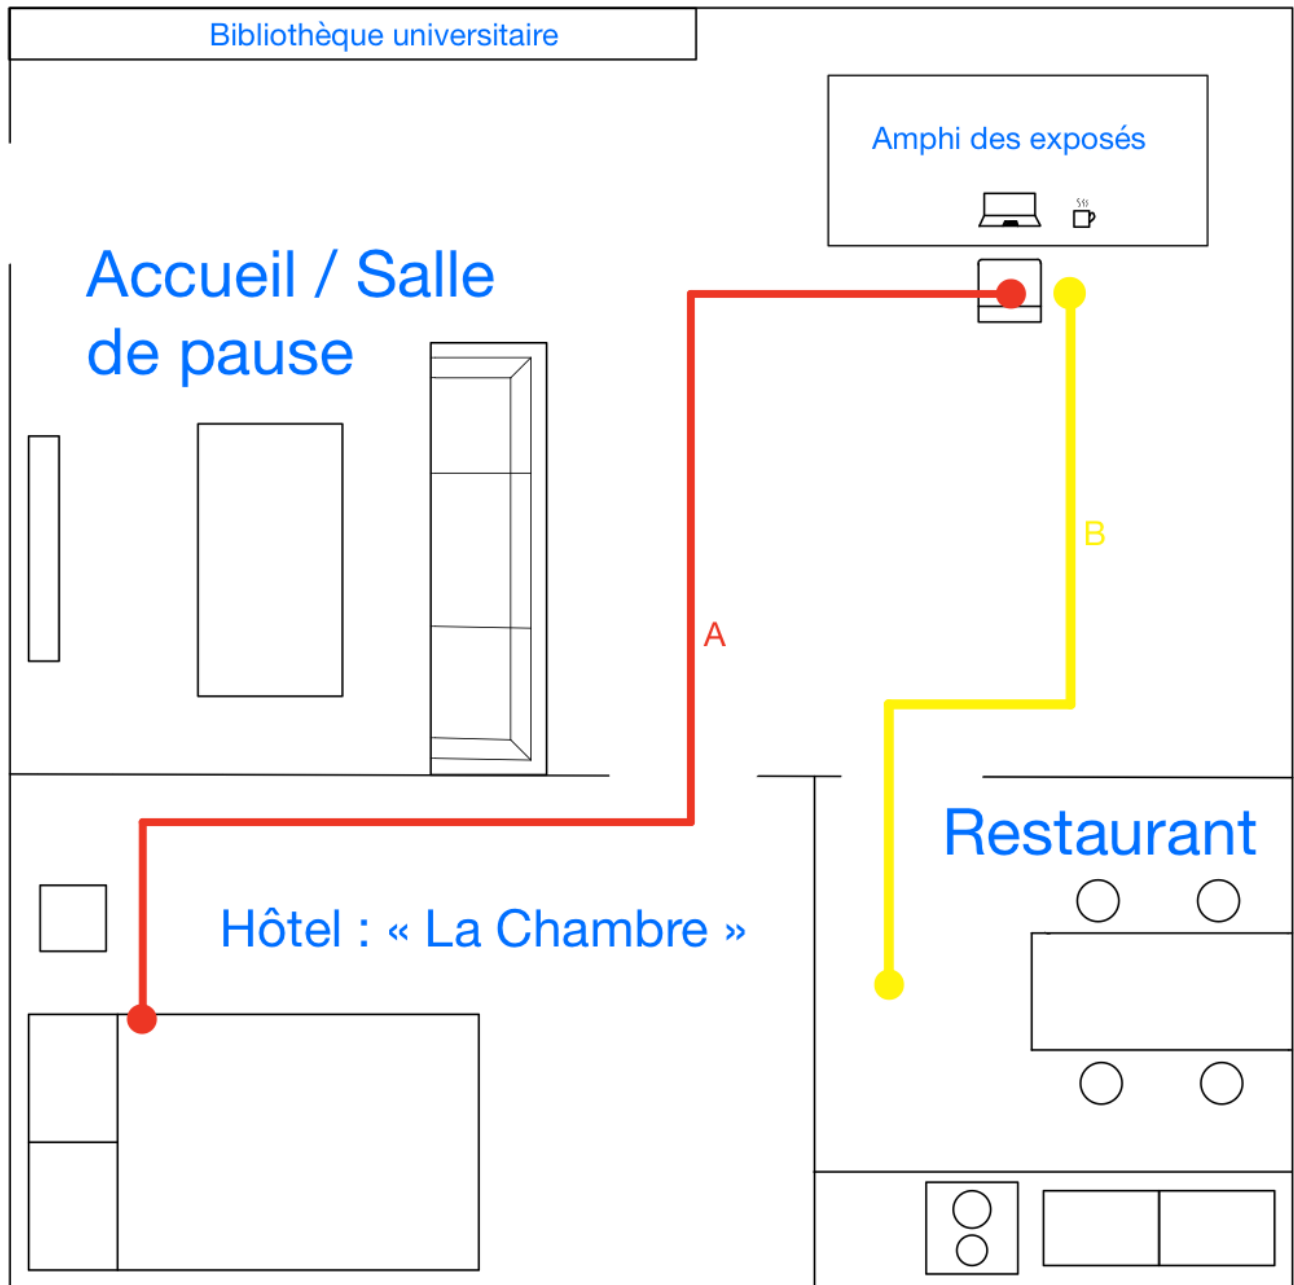 Bibliothèque universitaire
Amphi des exposés
Accueil / Salle
de pause
B
A
Restaurant
Hôtel : « La Chambre »